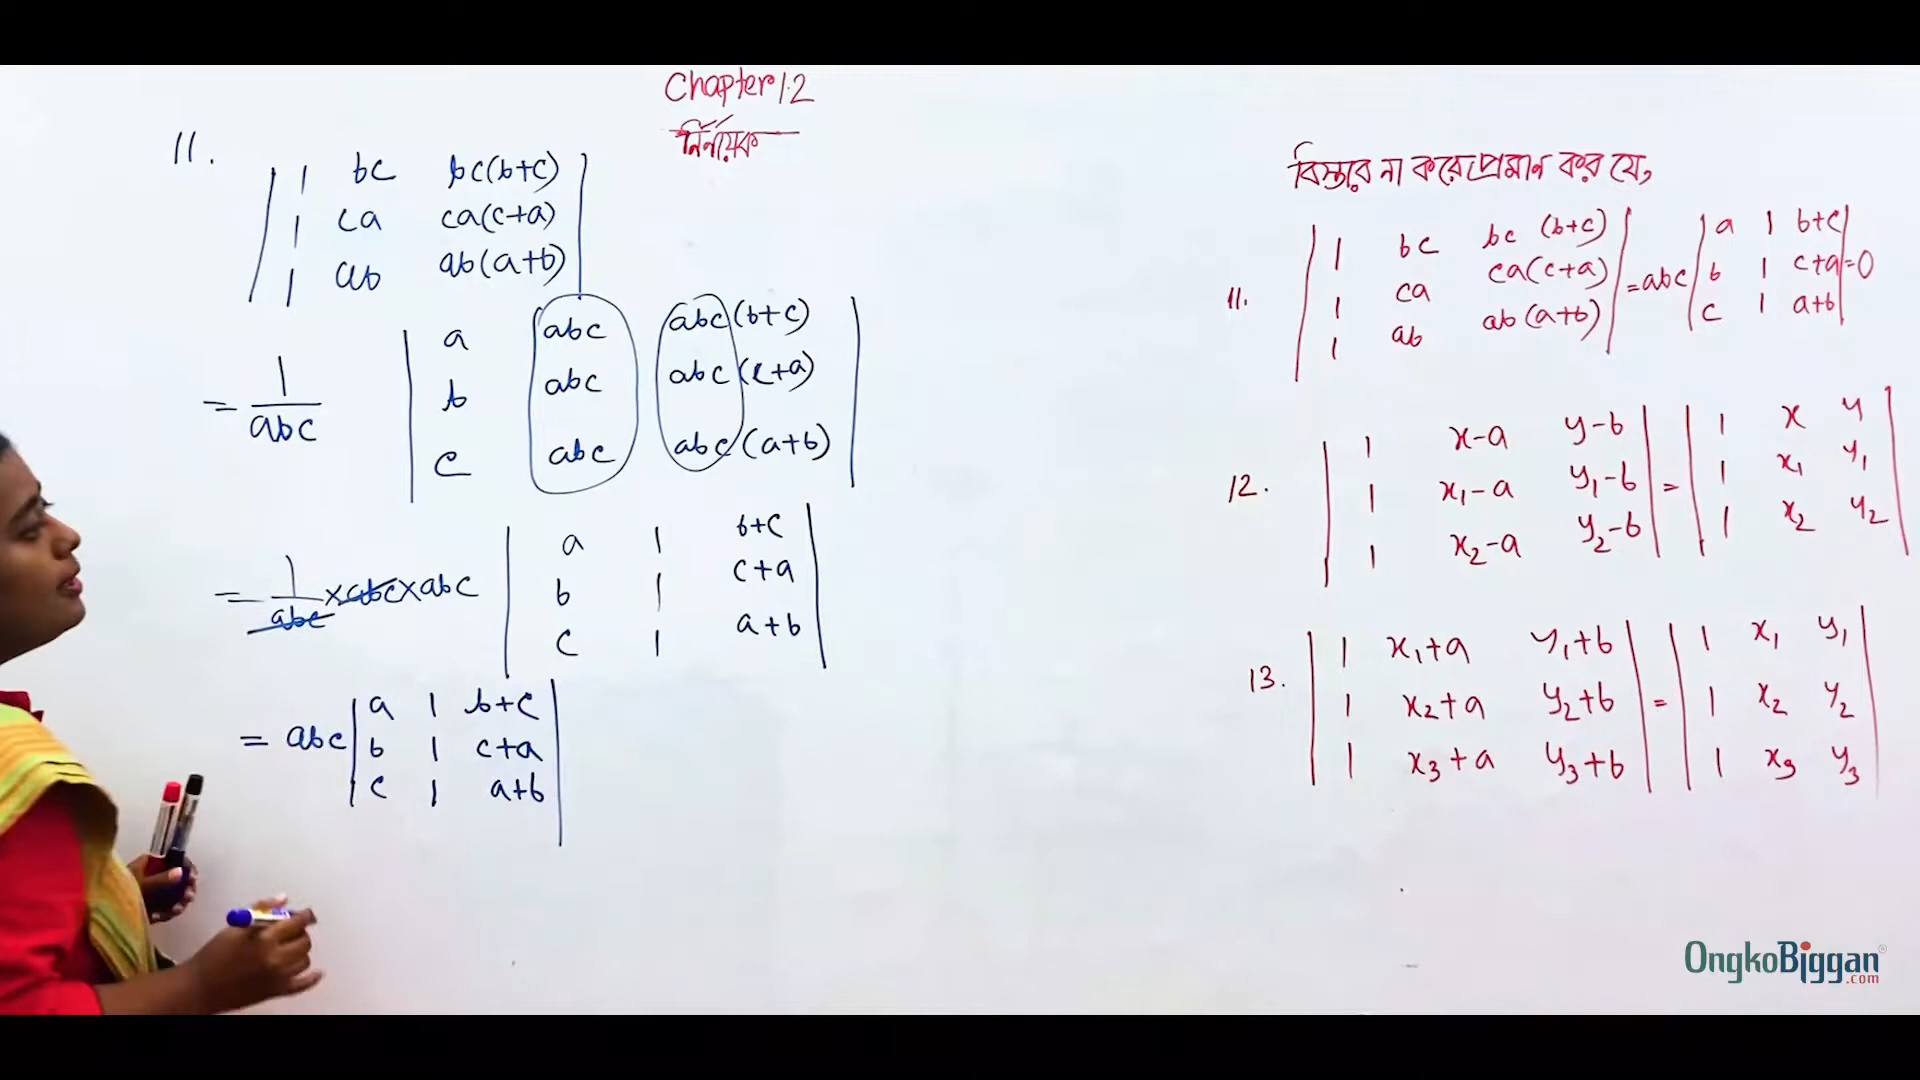 Chapter 1.2
নির্নায়ক
11.
| 1 bc bc(b+c) |
| 1 ca ca(c+a) |
| 1 ab ab(a+b) |
= 1/abc | a abc abc(b+c) |
| b abc abc(c+a) |
| c abc abc(a+b) |
= 1/abc × abc × abc | a 1 b+c |
| b 1 c+a |
| c 1 a+b |
= abc | a 1 b+c |
| b 1 c+a |
| c 1 a+b |
বিস্তার না করে প্রমান কর যে,
11. | 1 bc bc (b+c) | = abc | a 1 b+c | = 0
| 1 ca ca(c+a) | | b 1 c+a |
| 1 ab ab(a+b) | | c 1 a+b |
12. | 1 x-a y-b | = | 1 x y |
| 1 x₁-a y₁-b | | 1 x₁ y₁ |
| 1 x₂-a y₂-b | | 1 x₂ y₂ |
13. | 1 x₁+a y₁+b | = | 1 x₁ y₁ |
| 1 x₂+a y₂+b | | 1 x₂ y₂ |
| 1 x₃+a y₃+b | | 1 x₃ y₃ |
OngkoBiggan®
.com